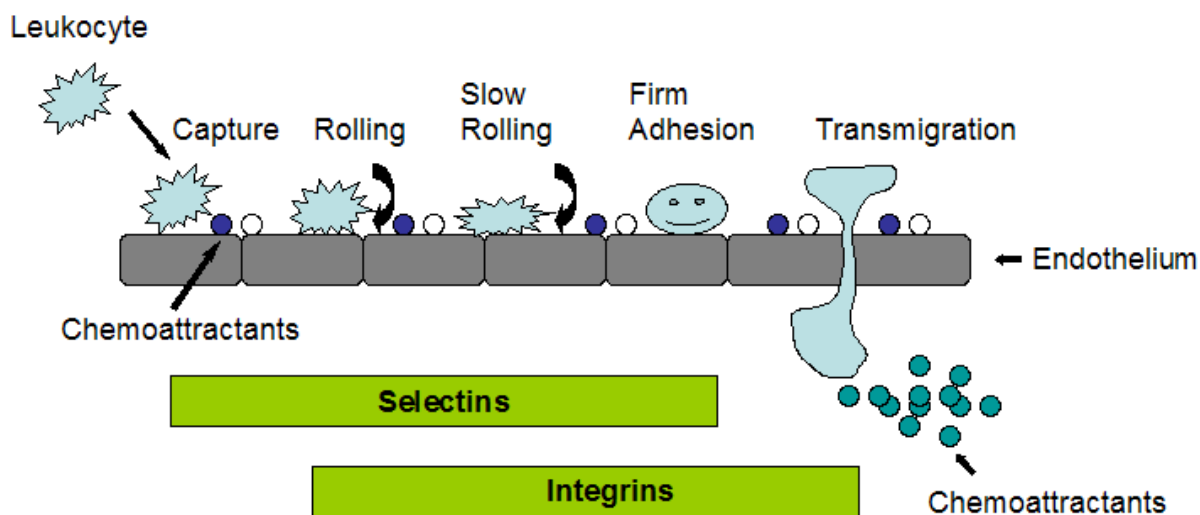 Leukocyte
Capture
Rolling
Slow
Rolling
Firm
Adhesion
Transmigration
Endothelium
Chemoattractants
Selectins
Integrins
Chemoattractants